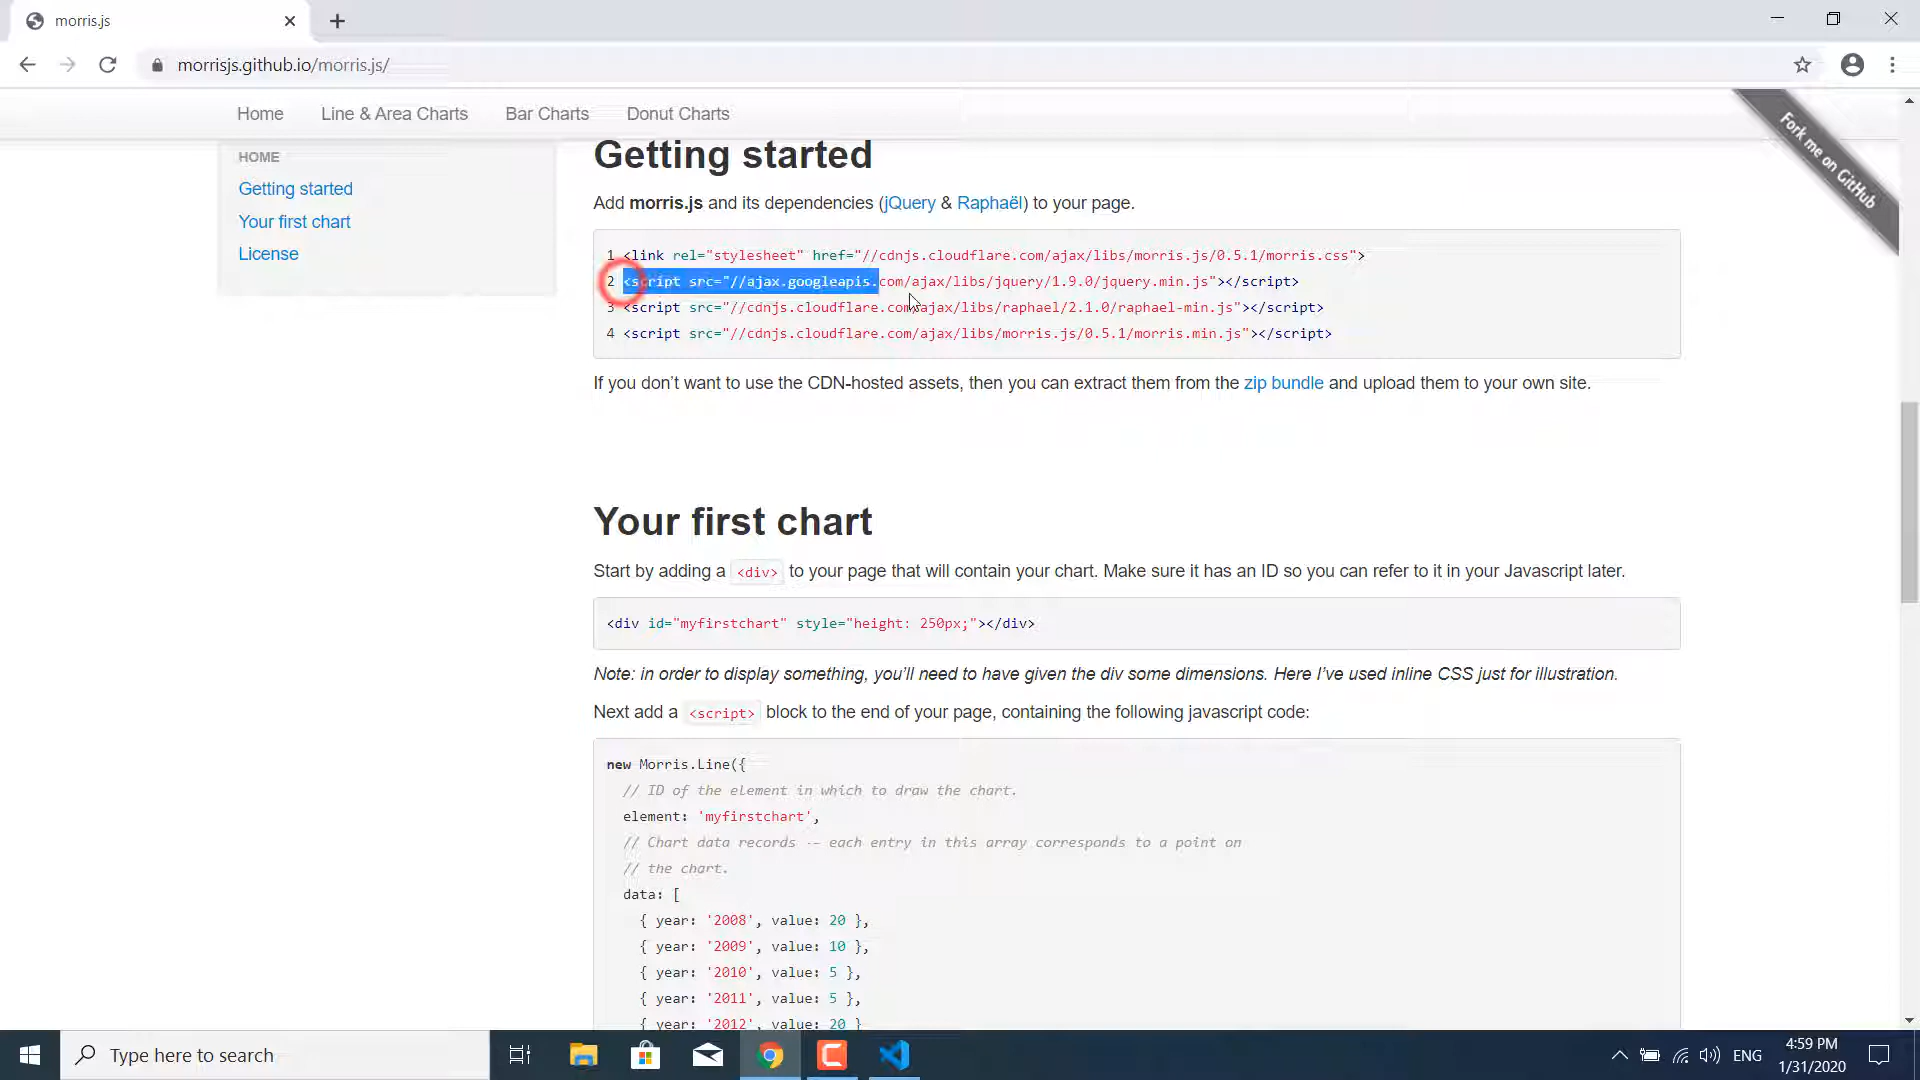 morris.js
morrisjs.github.io/morris.js/
Home Line & Area Charts Bar Charts Donut Charts
Fork me on GitHub
HOME
Getting started
Your first chart
License
Getting started
Add morris.js and its dependencies (jQuery & Raphaël) to your page.
1 <link rel="stylesheet" href="//cdnjs.cloudflare.com/ajax/libs/morris.js/0.5.1/morris.css">
2 <script src="//ajax.googleapis.com/ajax/libs/jquery/1.9.0/jquery.min.js"></script>
3 <script src="//cdnjs.cloudflare.com/ajax/libs/raphael/2.1.0/raphael-min.js"></script>
4 <script src="//cdnjs.cloudflare.com/ajax/libs/morris.js/0.5.1/morris.min.js"></script>
If you don’t want to use the CDN-hosted assets, then you can extract them from the zip bundle and upload them to your own site.
Your first chart
Start by adding a <div> to your page that will contain your chart. Make sure it has an ID so you can refer to it in your Javascript later.
<div id="myfirstchart" style="height: 250px;"></div>
Note: in order to display something, you’ll need to have given the div some dimensions. Here I’ve used inline CSS just for illustration.
Next add a <script> block to the end of your page, containing the following javascript code:
new Morris.Line({
// ID of the element in which to draw the chart.
element: 'myfirstchart',
// Chart data records -- each entry in this array corresponds to a point on
// the chart.
data: [
{ year: '2008', value: 20 },
{ year: '2009', value: 10 },
{ year: '2010', value: 5 },
{ year: '2011', value: 5 },
{ year: '2012', value: 20 }
Type here to search
ENG
4:59 PM
1/31/2020